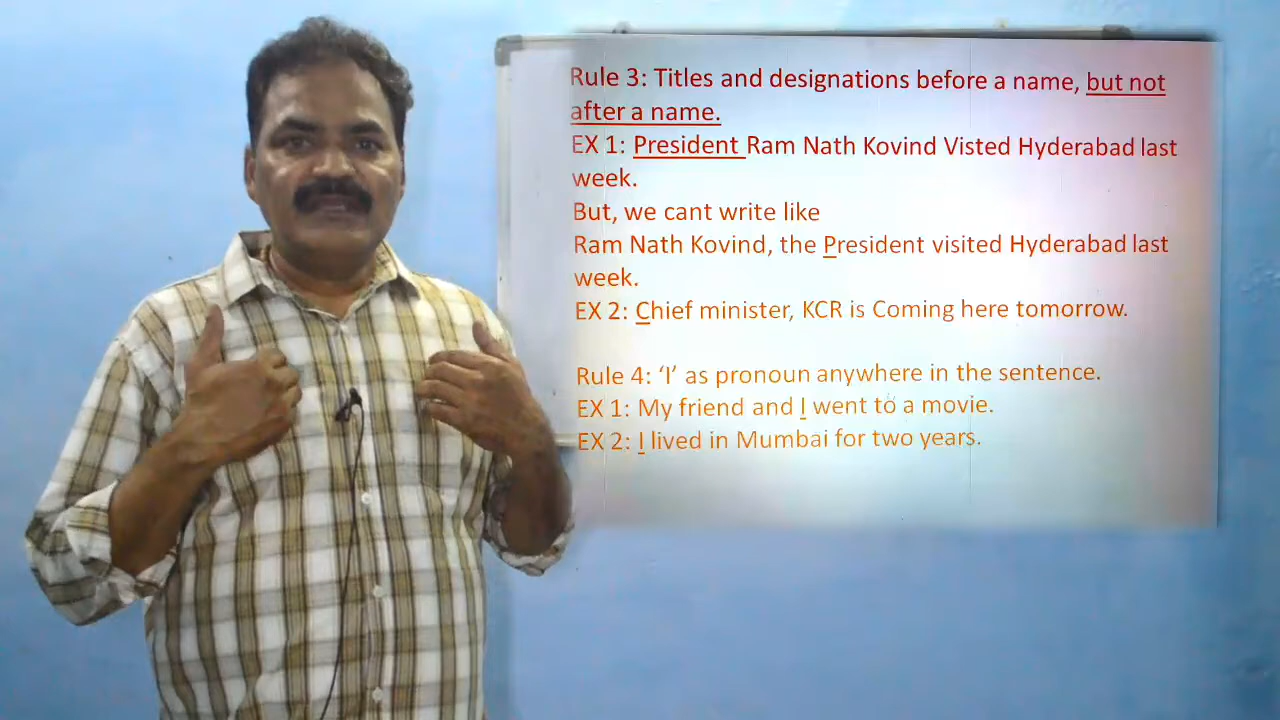 Rule 3: Titles and designations before a name, but not
after a name.
EX 1: President Ram Nath Kovind Visted Hyderabad last
week.
But, we cant write like
Ram Nath Kovind, the President visited Hyderabad last
week.
EX 2: Chief minister, KCR is Coming here tomorrow.
Rule 4: ‘I’ as pronoun anywhere in the sentence.
EX 1: My friend and I went to a movie.
EX 2: I lived in Mumbai for two years.